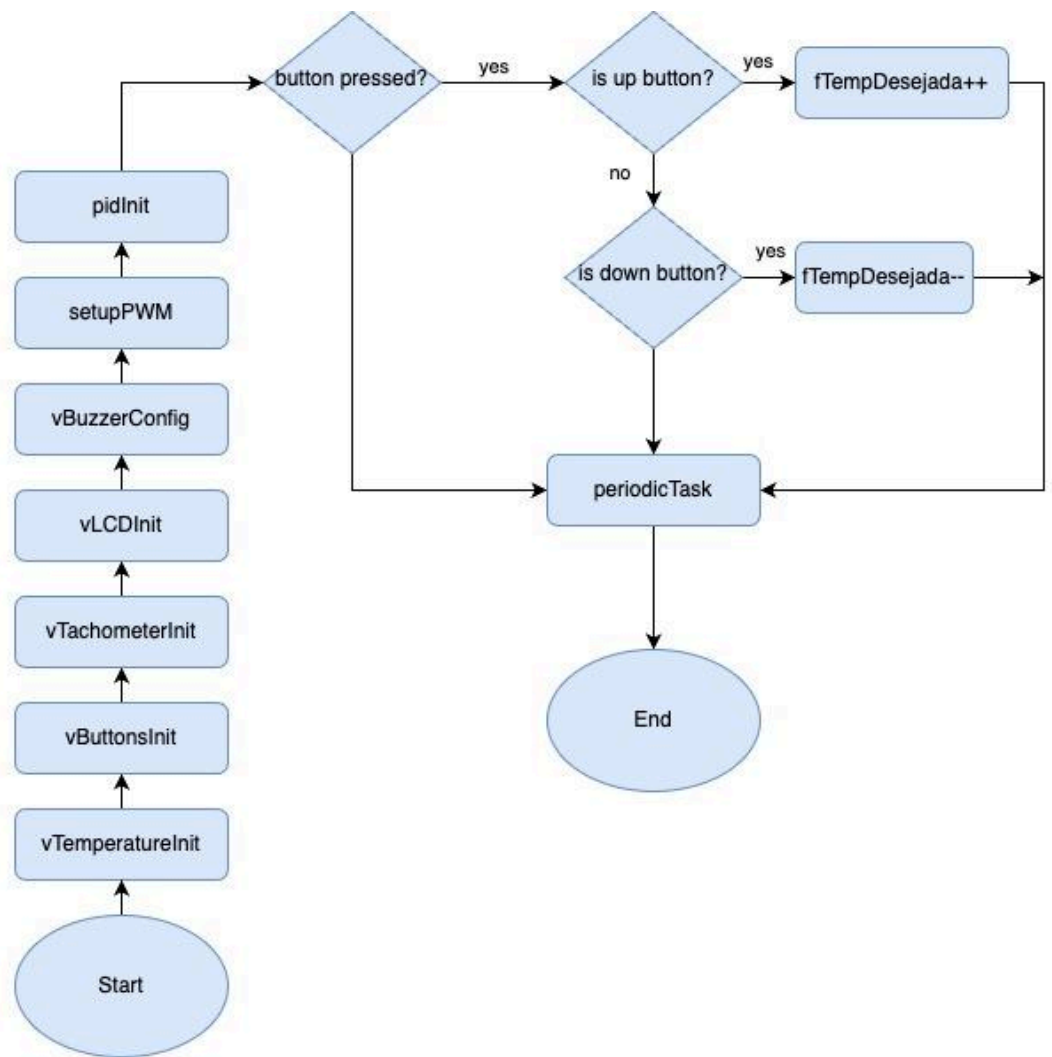 button pressed?
yes
is up button?
yes
fTempDesejada++
no
pidInit
is down button?
yes
fTempDesejada--
setupPWM
vBuzzerConfig
periodicTask
vLCDInit
vTachometerInit
vButtonsInit
End
vTemperatureInit
Start